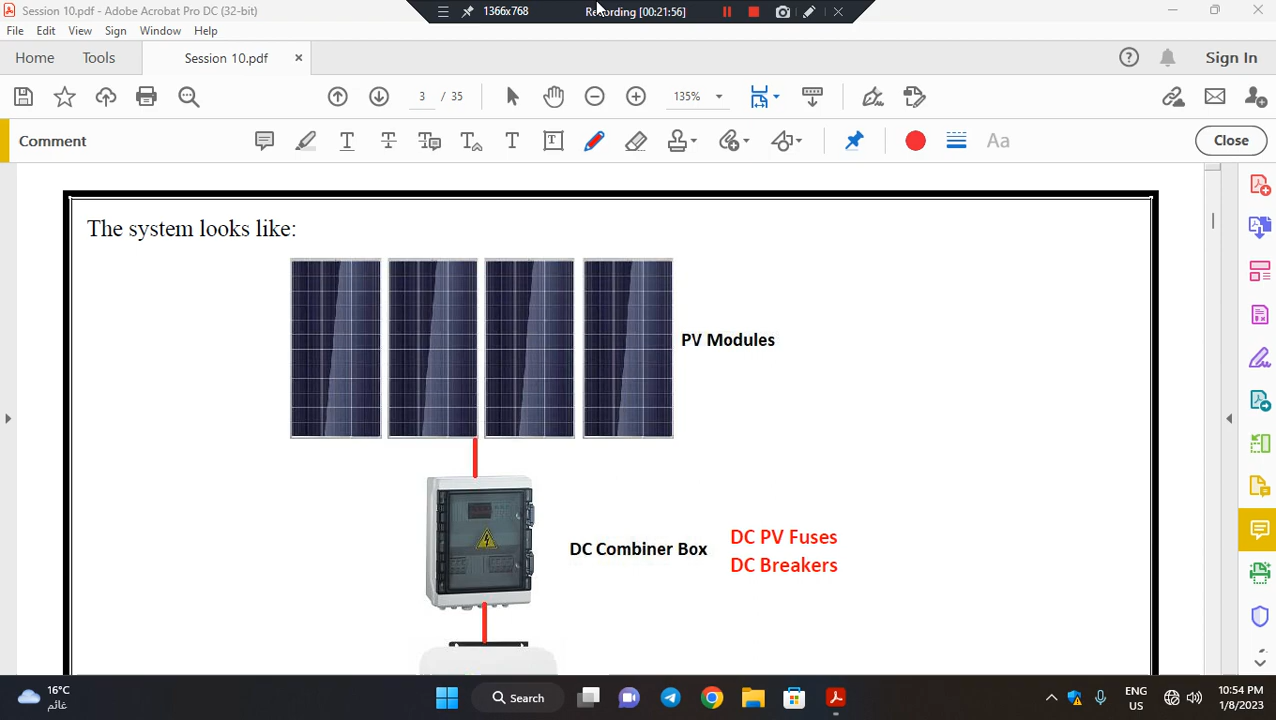 Session 10.pdf - Adobe Acrobat Pro DC (32-bit)
1366x768
Recording [00:21:56]
File Edit View Sign Window Help
Home Tools Session 10.pdf × Sign In
3 / 35 135%
Comment
Aa
Close
The system looks like:
PV Modules
DC Combiner Box
DC PV Fuses
DC Breakers
16°C
غائم
Search
ENG
US
10:54 PM
1/8/2023